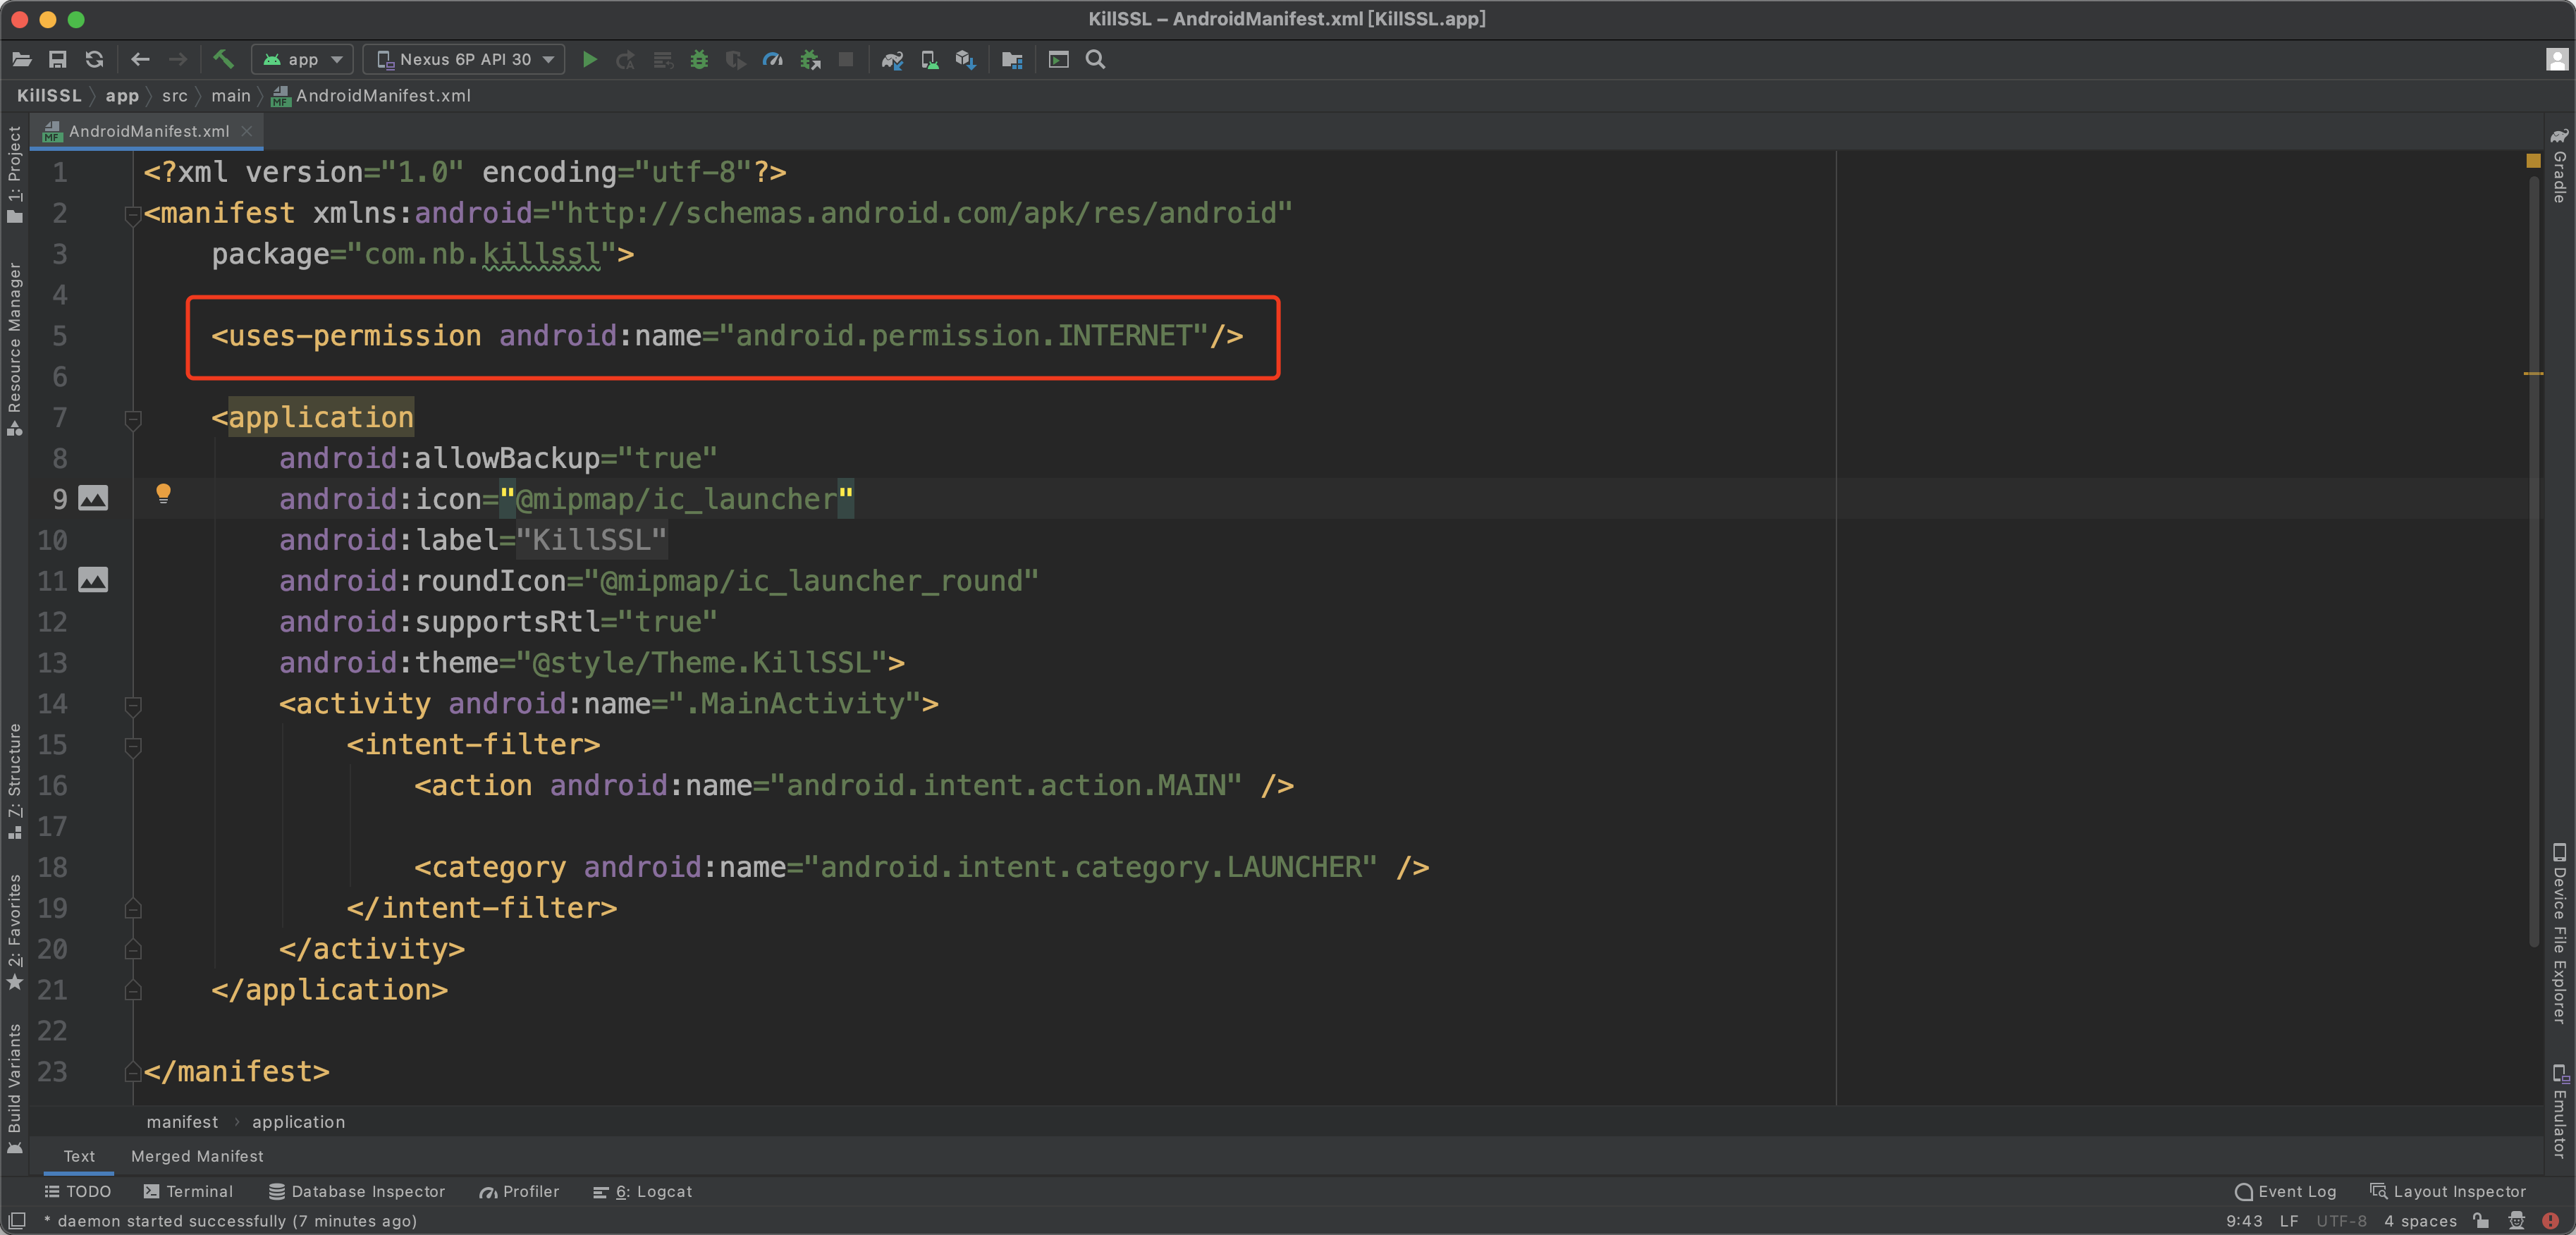 KillSSL – AndroidManifest.xml [KillSSL.app]
app
Nexus 6P API 30
KillSSL
app
src
main
AndroidManifest.xml
AndroidManifest.xml
1: Project
Resource Manager
7: Structure
2: Favorites
Build Variants
1 <?xml version="1.0" encoding="utf-8"?>
2 <manifest xmlns:android="http://schemas.android.com/apk/res/android"
3 package="com.nb.killssl">
4
5 <uses-permission android:name="android.permission.INTERNET"/>
6
7 <application
8 android:allowBackup="true"
9 android:icon="@mipmap/ic_launcher"
10 android:label="KillSSL"
11 android:roundIcon="@mipmap/ic_launcher_round"
12 android:supportsRtl="true"
13 android:theme="@style/Theme.KillSSL">
14 <activity android:name=".MainActivity">
15 <intent-filter>
16 <action android:name="android.intent.action.MAIN" />
17
18 <category android:name="android.intent.category.LAUNCHER" />
19 </intent-filter>
20 </activity>
21 </application>
22
23 </manifest>
Gradle
Device File Explorer
Emulator
manifest › application
Text
Merged Manifest
TODO
Terminal
Database Inspector
Profiler
6: Logcat
Event Log
Layout Inspector
* daemon started successfully (7 minutes ago)
9:43 LF UTF-8 4 spaces